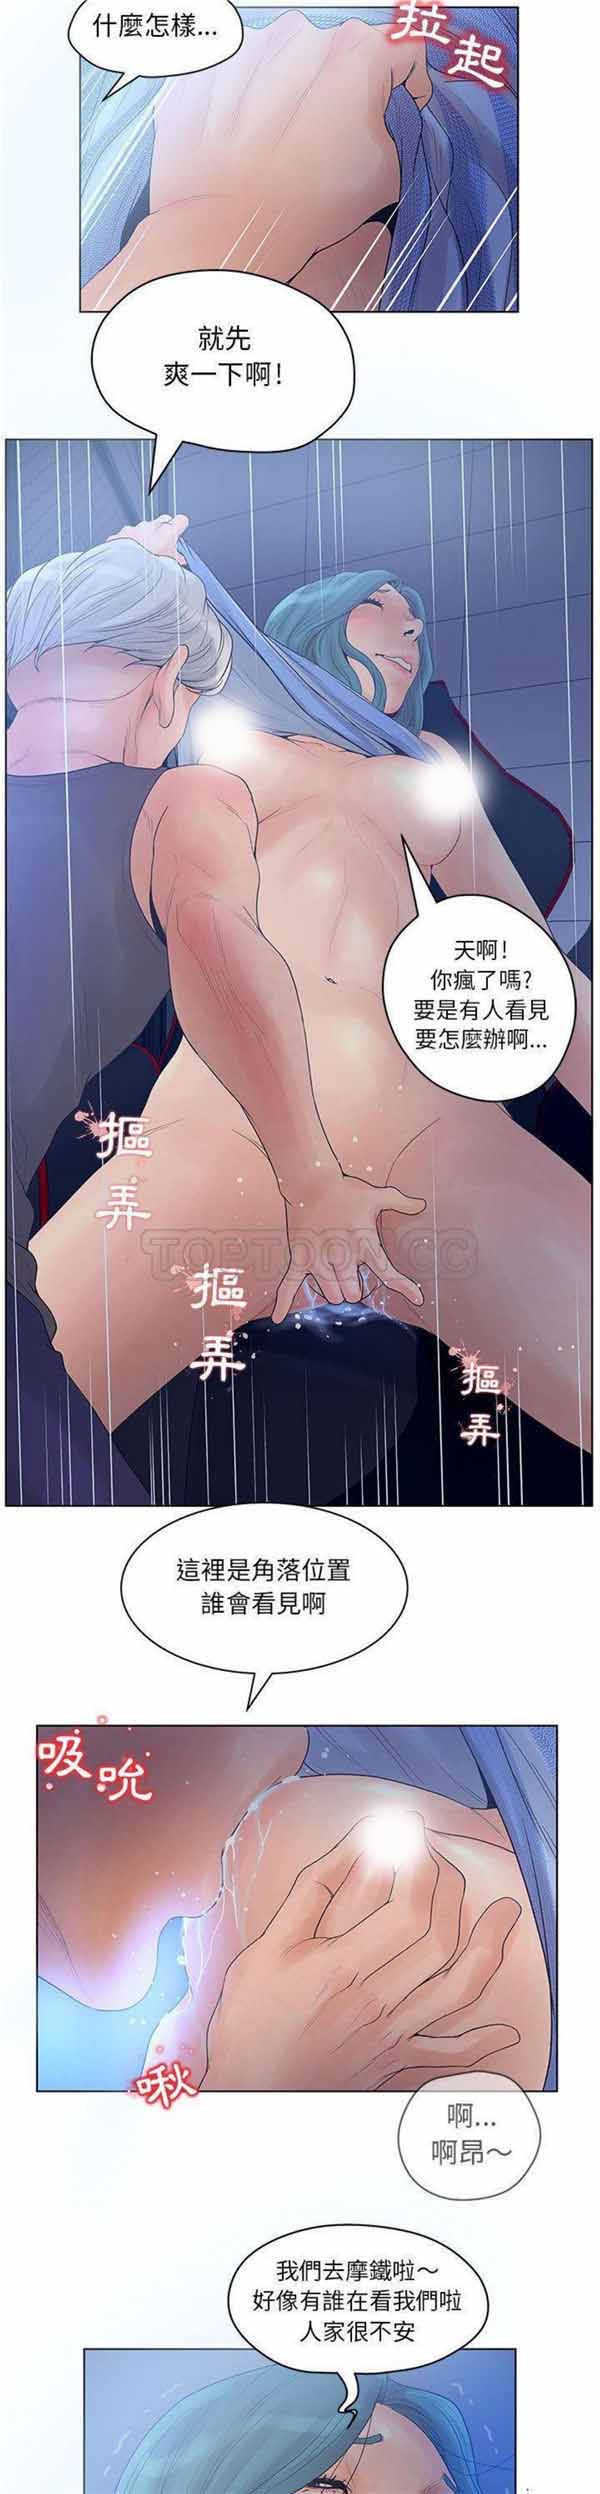 什麼怎樣...
拉起
就先
爽一下啊!
天啊!
你瘋了嗎?
要是有人看見
要怎麼辦啊...
摳
弄
TOPTOON.CC
摳
弄
摳
弄
這裡是角落位置
誰會看見啊
吸吮
啾
啊...
啊昂～
我們去摩鐵啦～
好像有誰在看我們啦
人家很不安